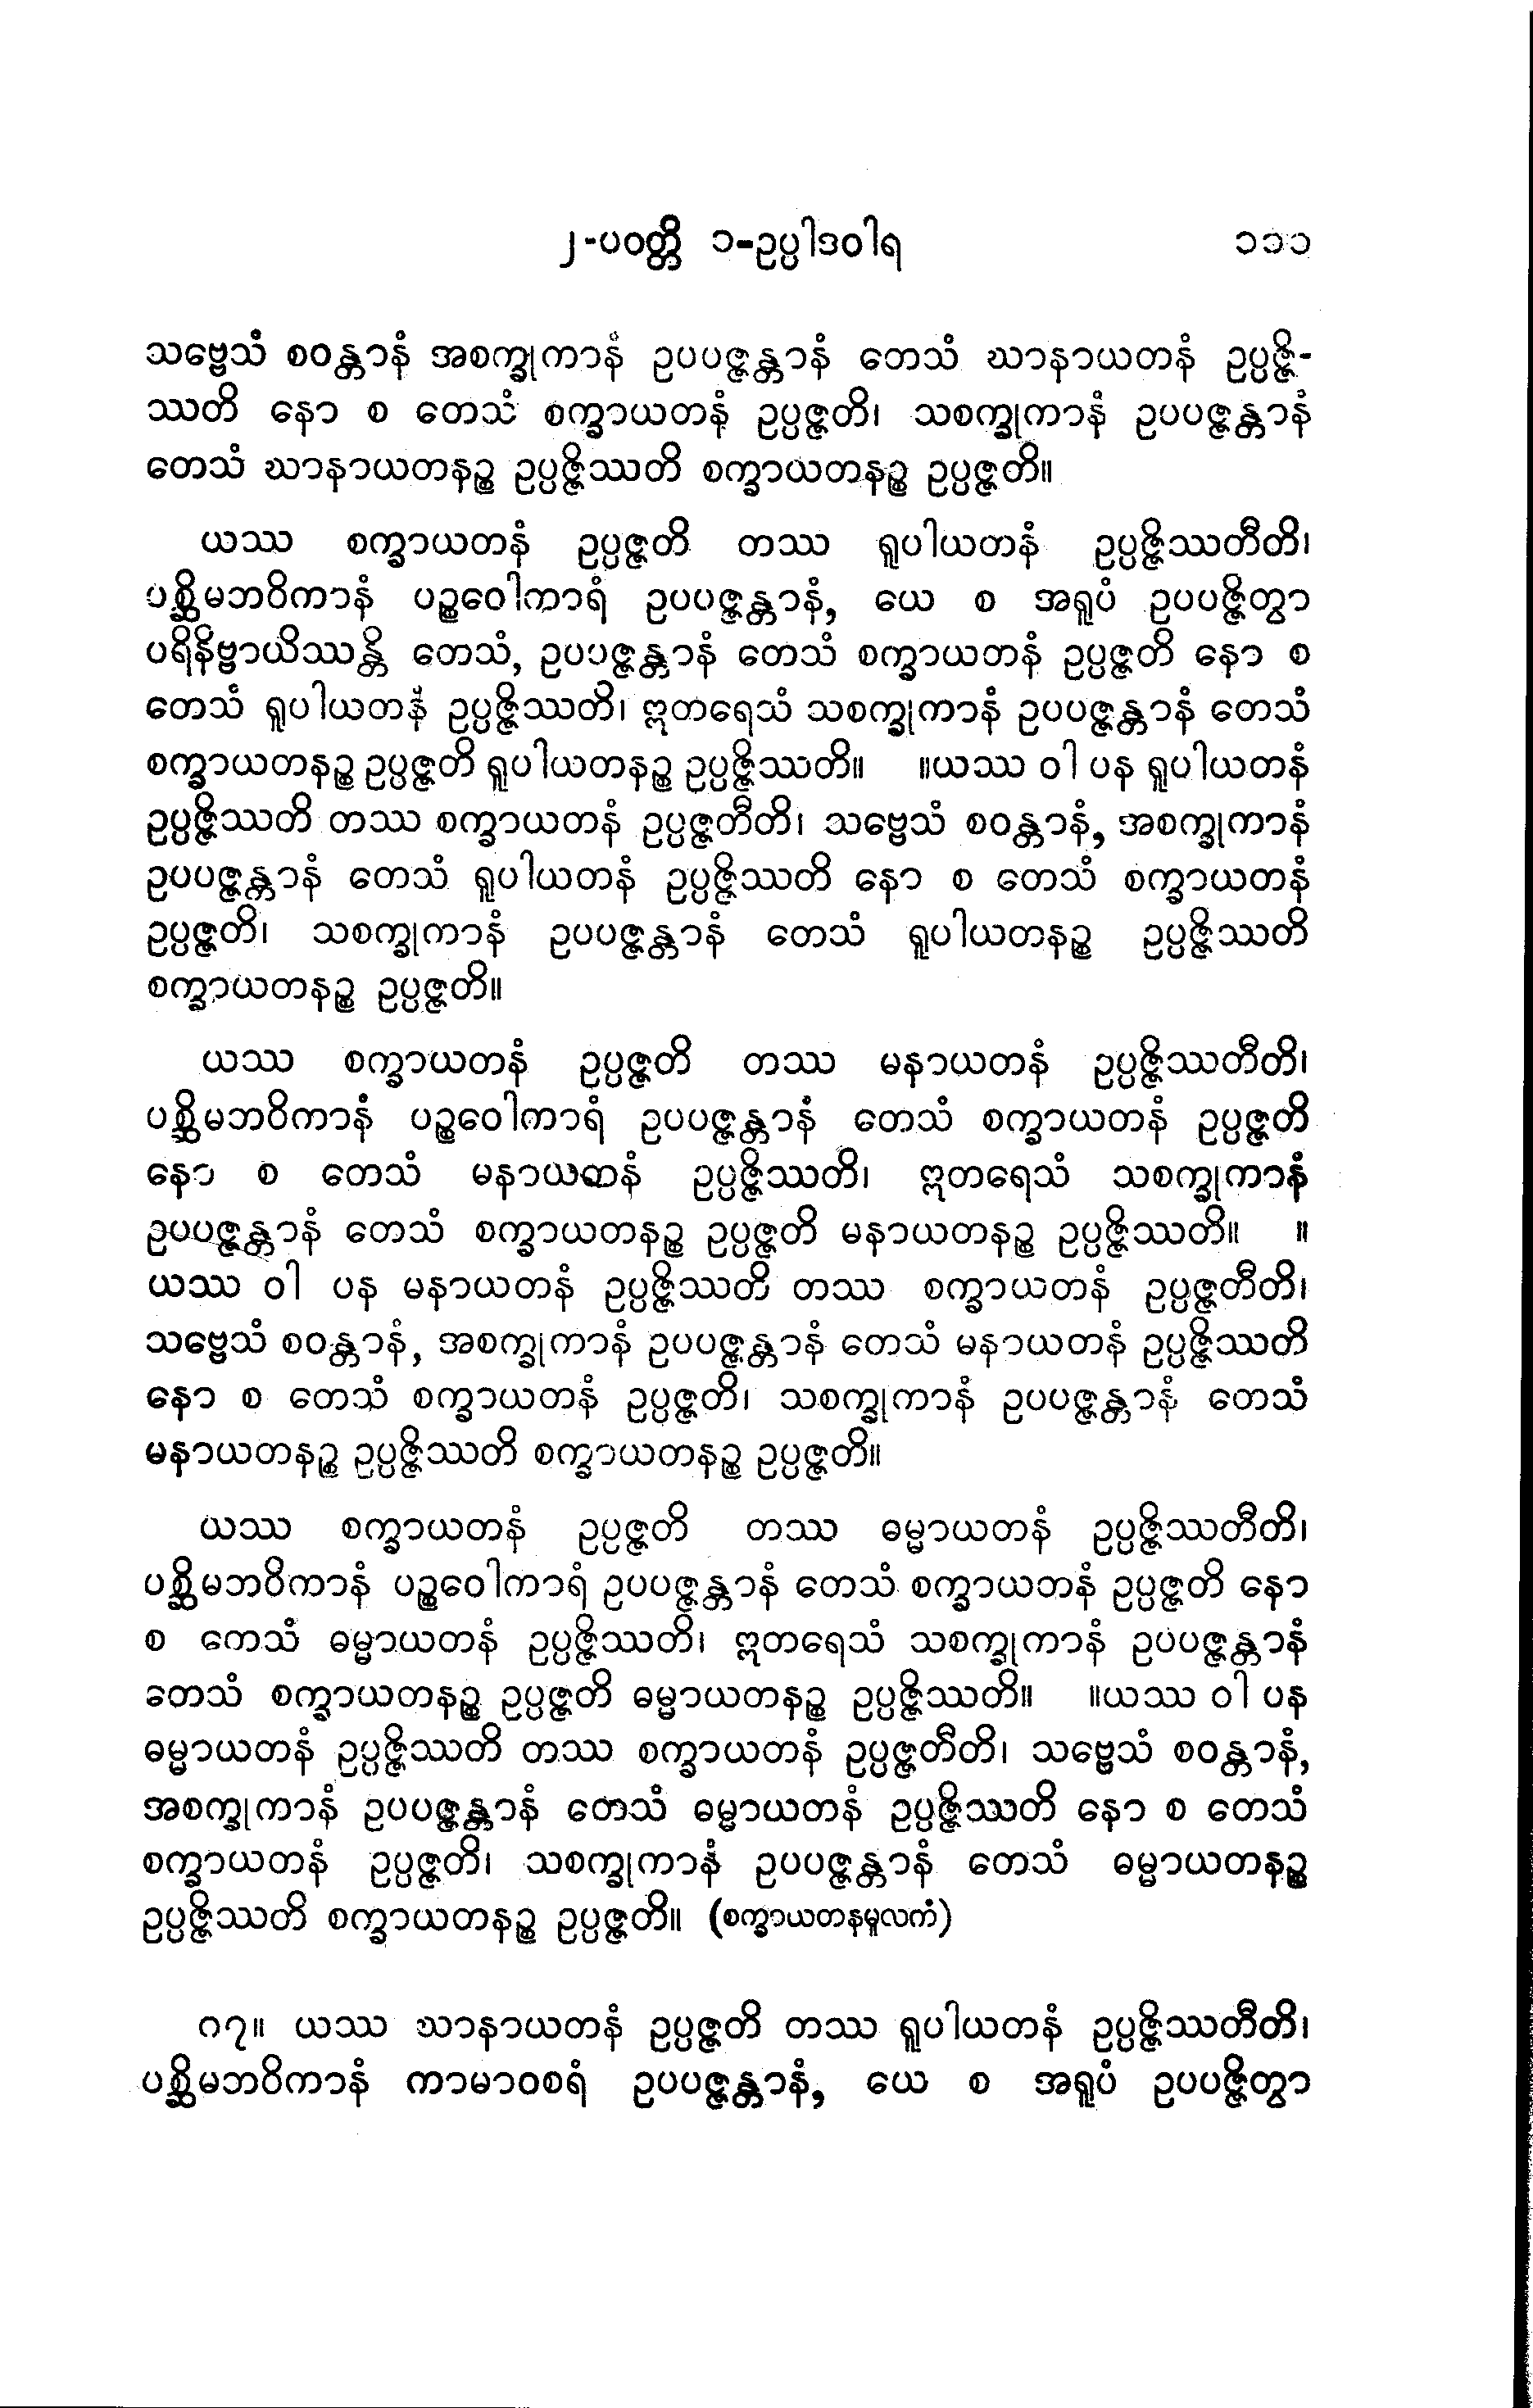 ၂-ပဝတ္တိ ၁-ဥပ္ပါဒဝါရ ၁၁၁
သဗ္ဗေသံ စဝန္တာနံ အစက္ခုကာနံ ဥပပဇ္ဇန္တာနံ တေသံ ဃာနာယတနံ ဥပ္ပဇ္ဇိ-
ဿတိ နော စ တေသံ စက္ခာယတနံ ဥပ္ပဇ္ဇတိ၊ သစက္ခုကာနံ ဥပပဇ္ဇန္တာနံ
တေသံ ဃာနာယတနဉ္စ ဥပ္ပဇ္ဇိဿတိ စက္ခာယတနဉ္စ ဥပ္ပဇ္ဇတိ။
ယဿ စက္ခာယတနံ ဥပ္ပဇ္ဇတိ တဿ ရူပါယတနံ ဥပ္ပဇ္ဇိဿတီတိ၊
ပစ္ဆိမဘဝိကာနံ ပဉ္စဝေါကာရံ ဥပပဇ္ဇန္တာနံ, ယေ စ အရူပံ ဥပပဇ္ဇိတွာ
ပရိနိဗ္ဗာယိဿန္တိ တေသံ, ဥပပဇ္ဇန္တာနံ တေသံ စက္ခာယတနံ ဥပ္ပဇ္ဇတိ နော စ
တေသံ ရူပါယတနံ ဥပ္ပဇ္ဇိဿတိ၊ ဣတရေသံ သစက္ခုကာနံ ဥပပဇ္ဇန္တာနံ တေသံ
စက္ခာယတနဉ္စ ဥပ္ပဇ္ဇတိ ရူပါယတနဉ္စ ဥပ္ပဇ္ဇိဿတိ။ ။ယဿ ဝါ ပန ရူပါယတနံ
ဥပ္ပဇ္ဇိဿတိ တဿ စက္ခာယတနံ ဥပ္ပဇ္ဇတီတိ၊ သဗ္ဗေသံ စဝန္တာနံ, အစက္ခုကာနံ
ဥပပဇ္ဇန္တာနံ တေသံ ရူပါယတနံ ဥပ္ပဇ္ဇိဿတိ နော စ တေသံ စက္ခာယတနံ
ဥပ္ပဇ္ဇတိ၊ သစက္ခုကာနံ ဥပပဇ္ဇန္တာနံ တေသံ ရူပါယတနဉ္စ ဥပ္ပဇ္ဇိဿတိ
စက္ခာယတနဉ္စ ဥပ္ပဇ္ဇတိ။
ယဿ စက္ခာယတနံ ဥပ္ပဇ္ဇတိ တဿ မနာယတနံ ဥပ္ပဇ္ဇိဿတီတိ၊
ပစ္ဆိမဘဝိကာနံ ပဉ္စဝေါကာရံ ဥပပဇ္ဇန္တာနံ တေသံ စက္ခာယတနံ ဥပ္ပဇ္ဇတိ
နော စ တေသံ မနာယတနံ ဥပ္ပဇ္ဇိဿတိ၊ ဣတရေသံ သစက္ခုကာနံ
ဥပပဇ္ဇန္တာနံ တေသံ စက္ခာယတနဉ္စ ဥပ္ပဇ္ဇတိ မနာယတနဉ္စ ဥပ္ပဇ္ဇိဿတိ။ ။
ယဿ ဝါ ပန မနာယတနံ ဥပ္ပဇ္ဇိဿတိ တဿ စက္ခာယတနံ ဥပ္ပဇ္ဇတီတိ၊
သဗ္ဗေသံ စဝန္တာနံ, အစက္ခုကာနံ ဥပပဇ္ဇန္တာနံ တေသံ မနာယတနံ ဥပ္ပဇ္ဇိဿတိ
နော စ တေသံ စက္ခာယတနံ ဥပ္ပဇ္ဇတိ၊ သစက္ခုကာနံ ဥပပဇ္ဇန္တာနံ တေသံ
မနာယတနဉ္စ ဥပ္ပဇ္ဇိဿတိ စက္ခာယတနဉ္စ ဥပ္ပဇ္ဇတိ။
ယဿ စက္ခာယတနံ ဥပ္ပဇ္ဇတိ တဿ ဓမ္မာယတနံ ဥပ္ပဇ္ဇိဿတီတိ၊
ပစ္ဆိမဘဝိကာနံ ပဉ္စဝေါကာရံ ဥပပဇ္ဇန္တာနံ တေသံ စက္ခာယတနံ ဥပ္ပဇ္ဇတိ နော
စ တေသံ ဓမ္မာယတနံ ဥပ္ပဇ္ဇိဿတိ၊ ဣတရေသံ သစက္ခုကာနံ ဥပပဇ္ဇန္တာနံ
တေသံ စက္ခာယတနဉ္စ ဥပ္ပဇ္ဇတိ ဓမ္မာယတနဉ္စ ဥပ္ပဇ္ဇိဿတိ။ ။ယဿ ဝါ ပန
ဓမ္မာယတနံ ဥပ္ပဇ္ဇိဿတိ တဿ စက္ခာယတနံ ဥပ္ပဇ္ဇတီတိ၊ သဗ္ဗေသံ စဝန္တာနံ,
အစက္ခုကာနံ ဥပပဇ္ဇန္တာနံ တေသံ ဓမ္မာယတနံ ဥပ္ပဇ္ဇိဿတိ နော စ တေသံ
စက္ခာယတနံ ဥပ္ပဇ္ဇတိ၊ သစက္ခုကာနံ ဥပပဇ္ဇန္တာနံ တေသံ ဓမ္မာယတနဉ္စ
ဥပ္ပဇ္ဇိဿတိ စက္ခာယတနဉ္စ ဥပ္ပဇ္ဇတိ။ (စက္ခာယတနမူလကံ)
၈၇။ ယဿ ဃာနာယတနံ ဥပ္ပဇ္ဇတိ တဿ ရူပါယတနံ ဥပ္ပဇ္ဇိဿတီတိ၊
ပစ္ဆိမဘဝိကာနံ ကာမာဝစရံ ဥပပဇ္ဇန္တာနံ, ယေ စ အရူပံ ဥပပဇ္ဇိတွာ